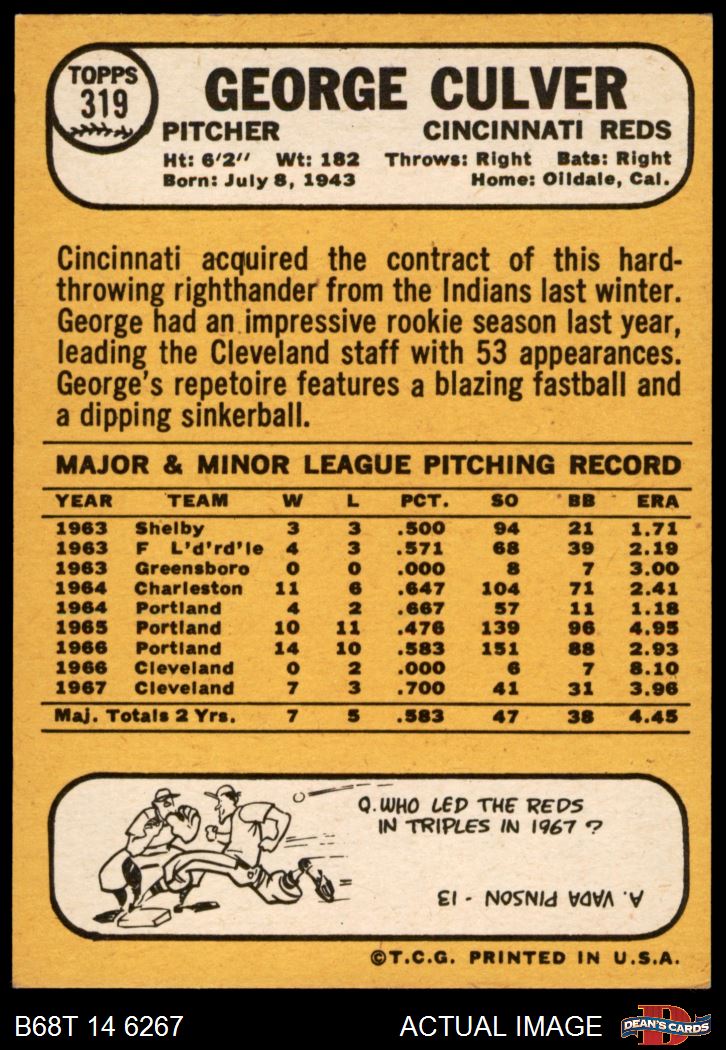 TOPPS
319
GEORGE CULVER
PITCHER CINCINNATI REDS
Ht: 6'2" Wt: 182 Throws: Right Bats: Right
Born: July 8, 1943 Home: Oildale, Cal.
Cincinnati acquired the contract of this hard-
throwing righthander from the Indians last winter.
George had an impressive rookie season last year,
leading the Cleveland staff with 53 appearances.
George's repetoire features a blazing fastball and
a dipping sinkerball.
MAJOR & MINOR LEAGUE PITCHING RECORD
YEAR TEAM W L PCT. SO BB ERA
1963 Shelby 3 3 .500 94 21 1.71
1963 F L'd'rd'le 4 3 .571 68 39 2.19
1963 Greensboro 0 0 .000 8 7 3.00
1964 Charleston 11 6 .647 104 71 2.41
1964 Portland 4 2 .667 57 11 1.18
1965 Portland 10 11 .476 139 96 4.95
1966 Portland 14 10 .583 151 88 2.93
1966 Cleveland 0 2 .000 6 7 8.10
1967 Cleveland 7 3 .700 41 31 3.96
Maj. Totals 2 Yrs. 7 5 .583 47 38 4.45
Q. WHO LED THE REDS
IN TRIPLES IN 1967 ?
A. VADA PINSON - 13
©T.C.G. PRINTED IN U.S.A.
B68T 14 6267 ACTUAL IMAGE
D
DEAN'S CARDS